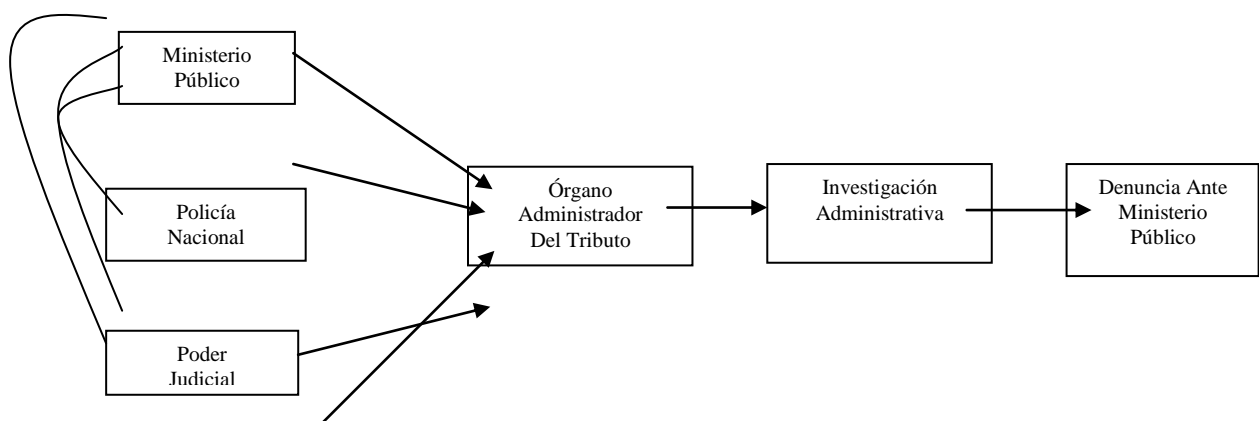 Ministerio
Público
Policía
Nacional
Poder
Judicial
Órgano
Administrador
Del Tributo
Investigación
Administrativa
Denuncia Ante
Ministerio
Público